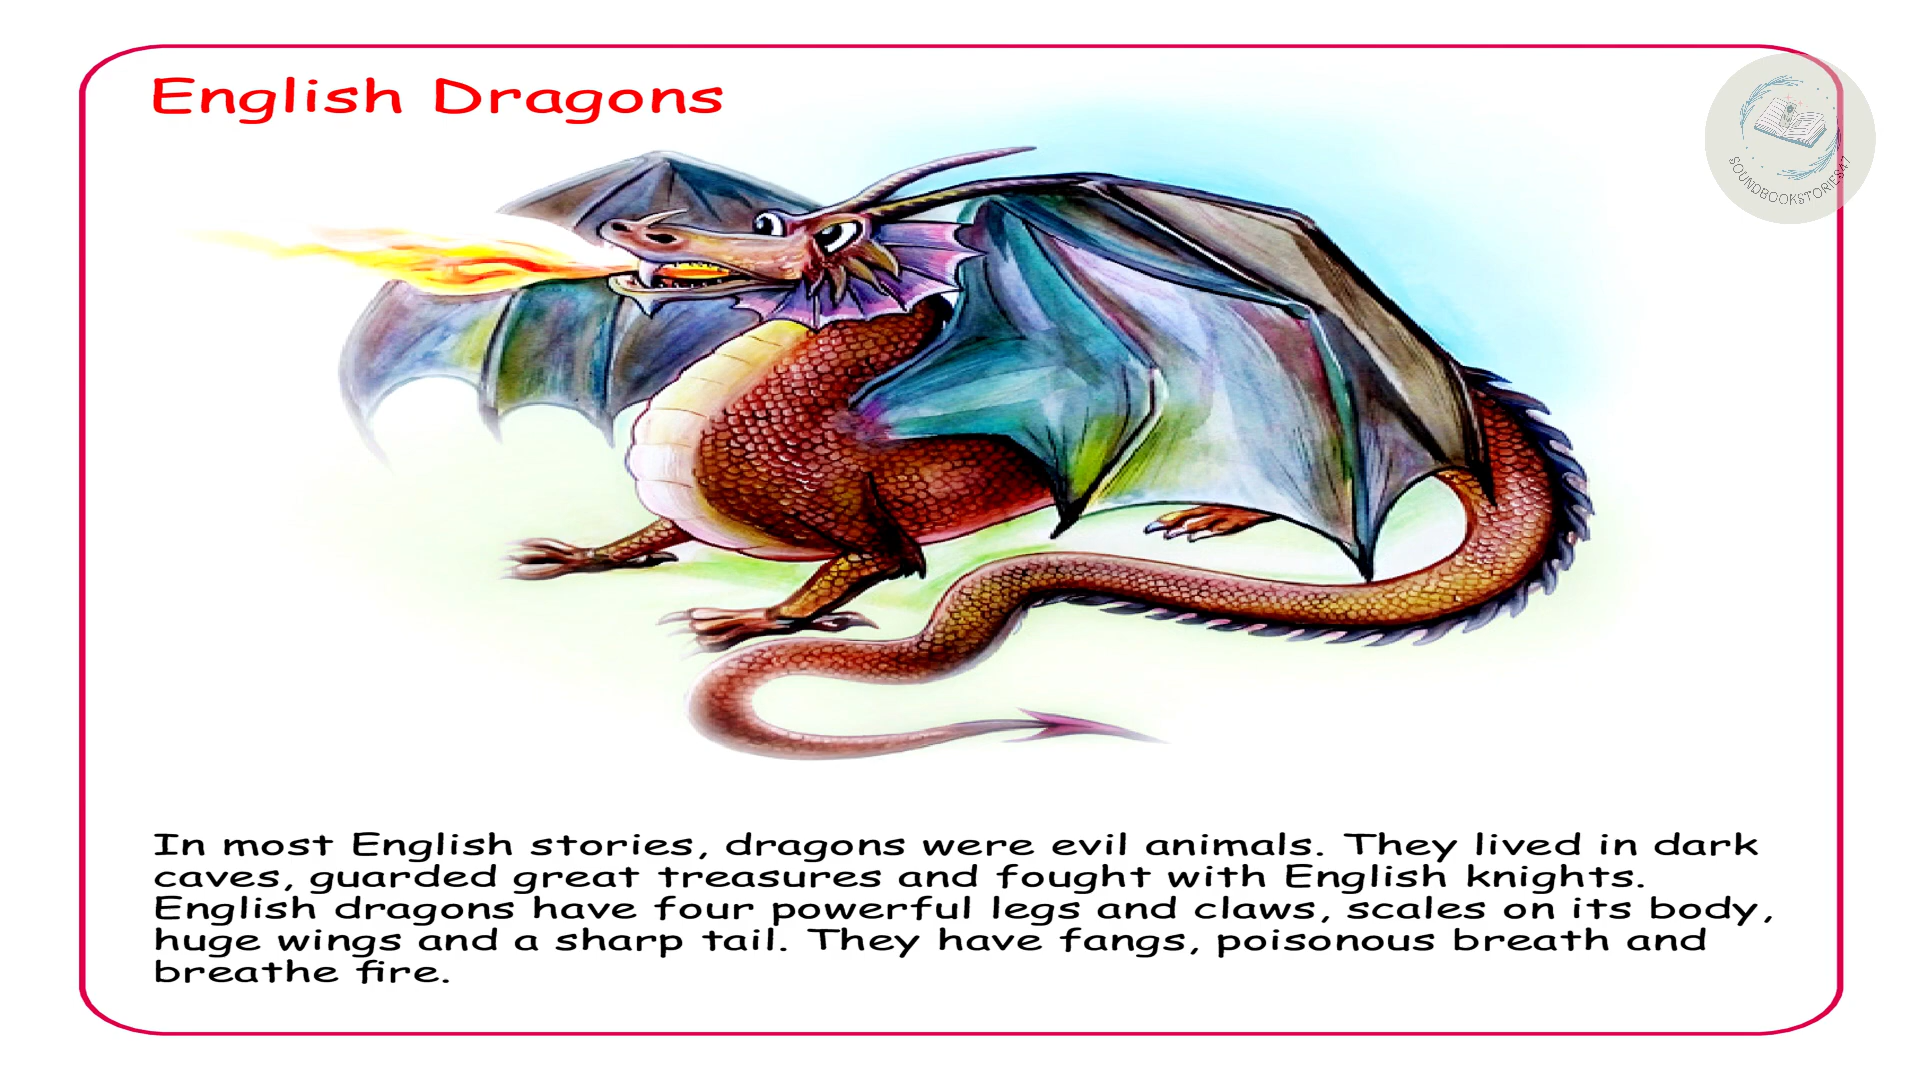 English Dragons
SOUNDBOOKSTORIES47
In most English stories, dragons were evil animals. They lived in dark
caves, guarded great treasures and fought with English knights.
English dragons have four powerful legs and claws, scales on its body,
huge wings and a sharp tail. They have fangs, poisonous breath and
breathe fire.